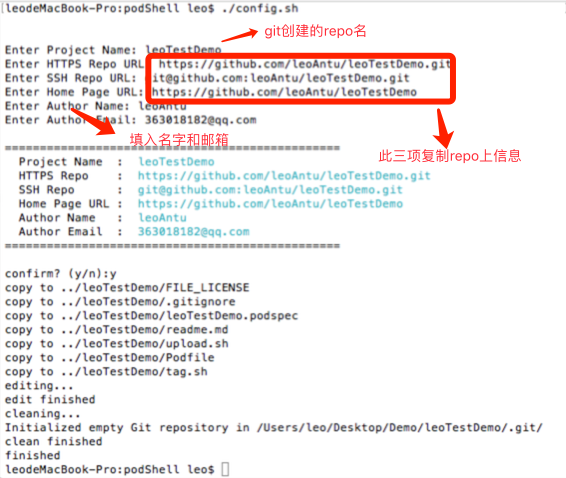 leodeMacBook-Pro:podShell leo$ ./config.sh
git创建的repo名
Enter Project Name: leoTestDemo
Enter HTTPS Repo URL: https://github.com/leoAntu/leoTestDemo.git
Enter SSH Repo URL: git@github.com:leoAntu/leoTestDemo.git
Enter Home Page URL: https://github.com/leoAntu/leoTestDemo
Enter Author Name: leoAntu
Enter Author Email: 363018182@qq.com
填入名字和邮箱
此三项复制repo上信息
================================================
Project Name : leoTestDemo
HTTPS Repo : https://github.com/leoAntu/leoTestDemo.git
SSH Repo : git@github.com:leoAntu/leoTestDemo.git
Home Page URL : https://github.com/leoAntu/leoTestDemo
Author Name : leoAntu
Author Email : 363018182@qq.com
================================================
confirm? (y/n):y
copy to ../leoTestDemo/FILE_LICENSE
copy to ../leoTestDemo/.gitignore
copy to ../leoTestDemo/leoTestDemo.podspec
copy to ../leoTestDemo/readme.md
copy to ../leoTestDemo/upload.sh
copy to ../leoTestDemo/Podfile
copy to ../leoTestDemo/tag.sh
editing...
edit finished
cleaning...
Initialized empty Git repository in /Users/leo/Desktop/Demo/leoTestDemo/.git/
clean finished
finished
leodeMacBook-Pro:podShell leo$